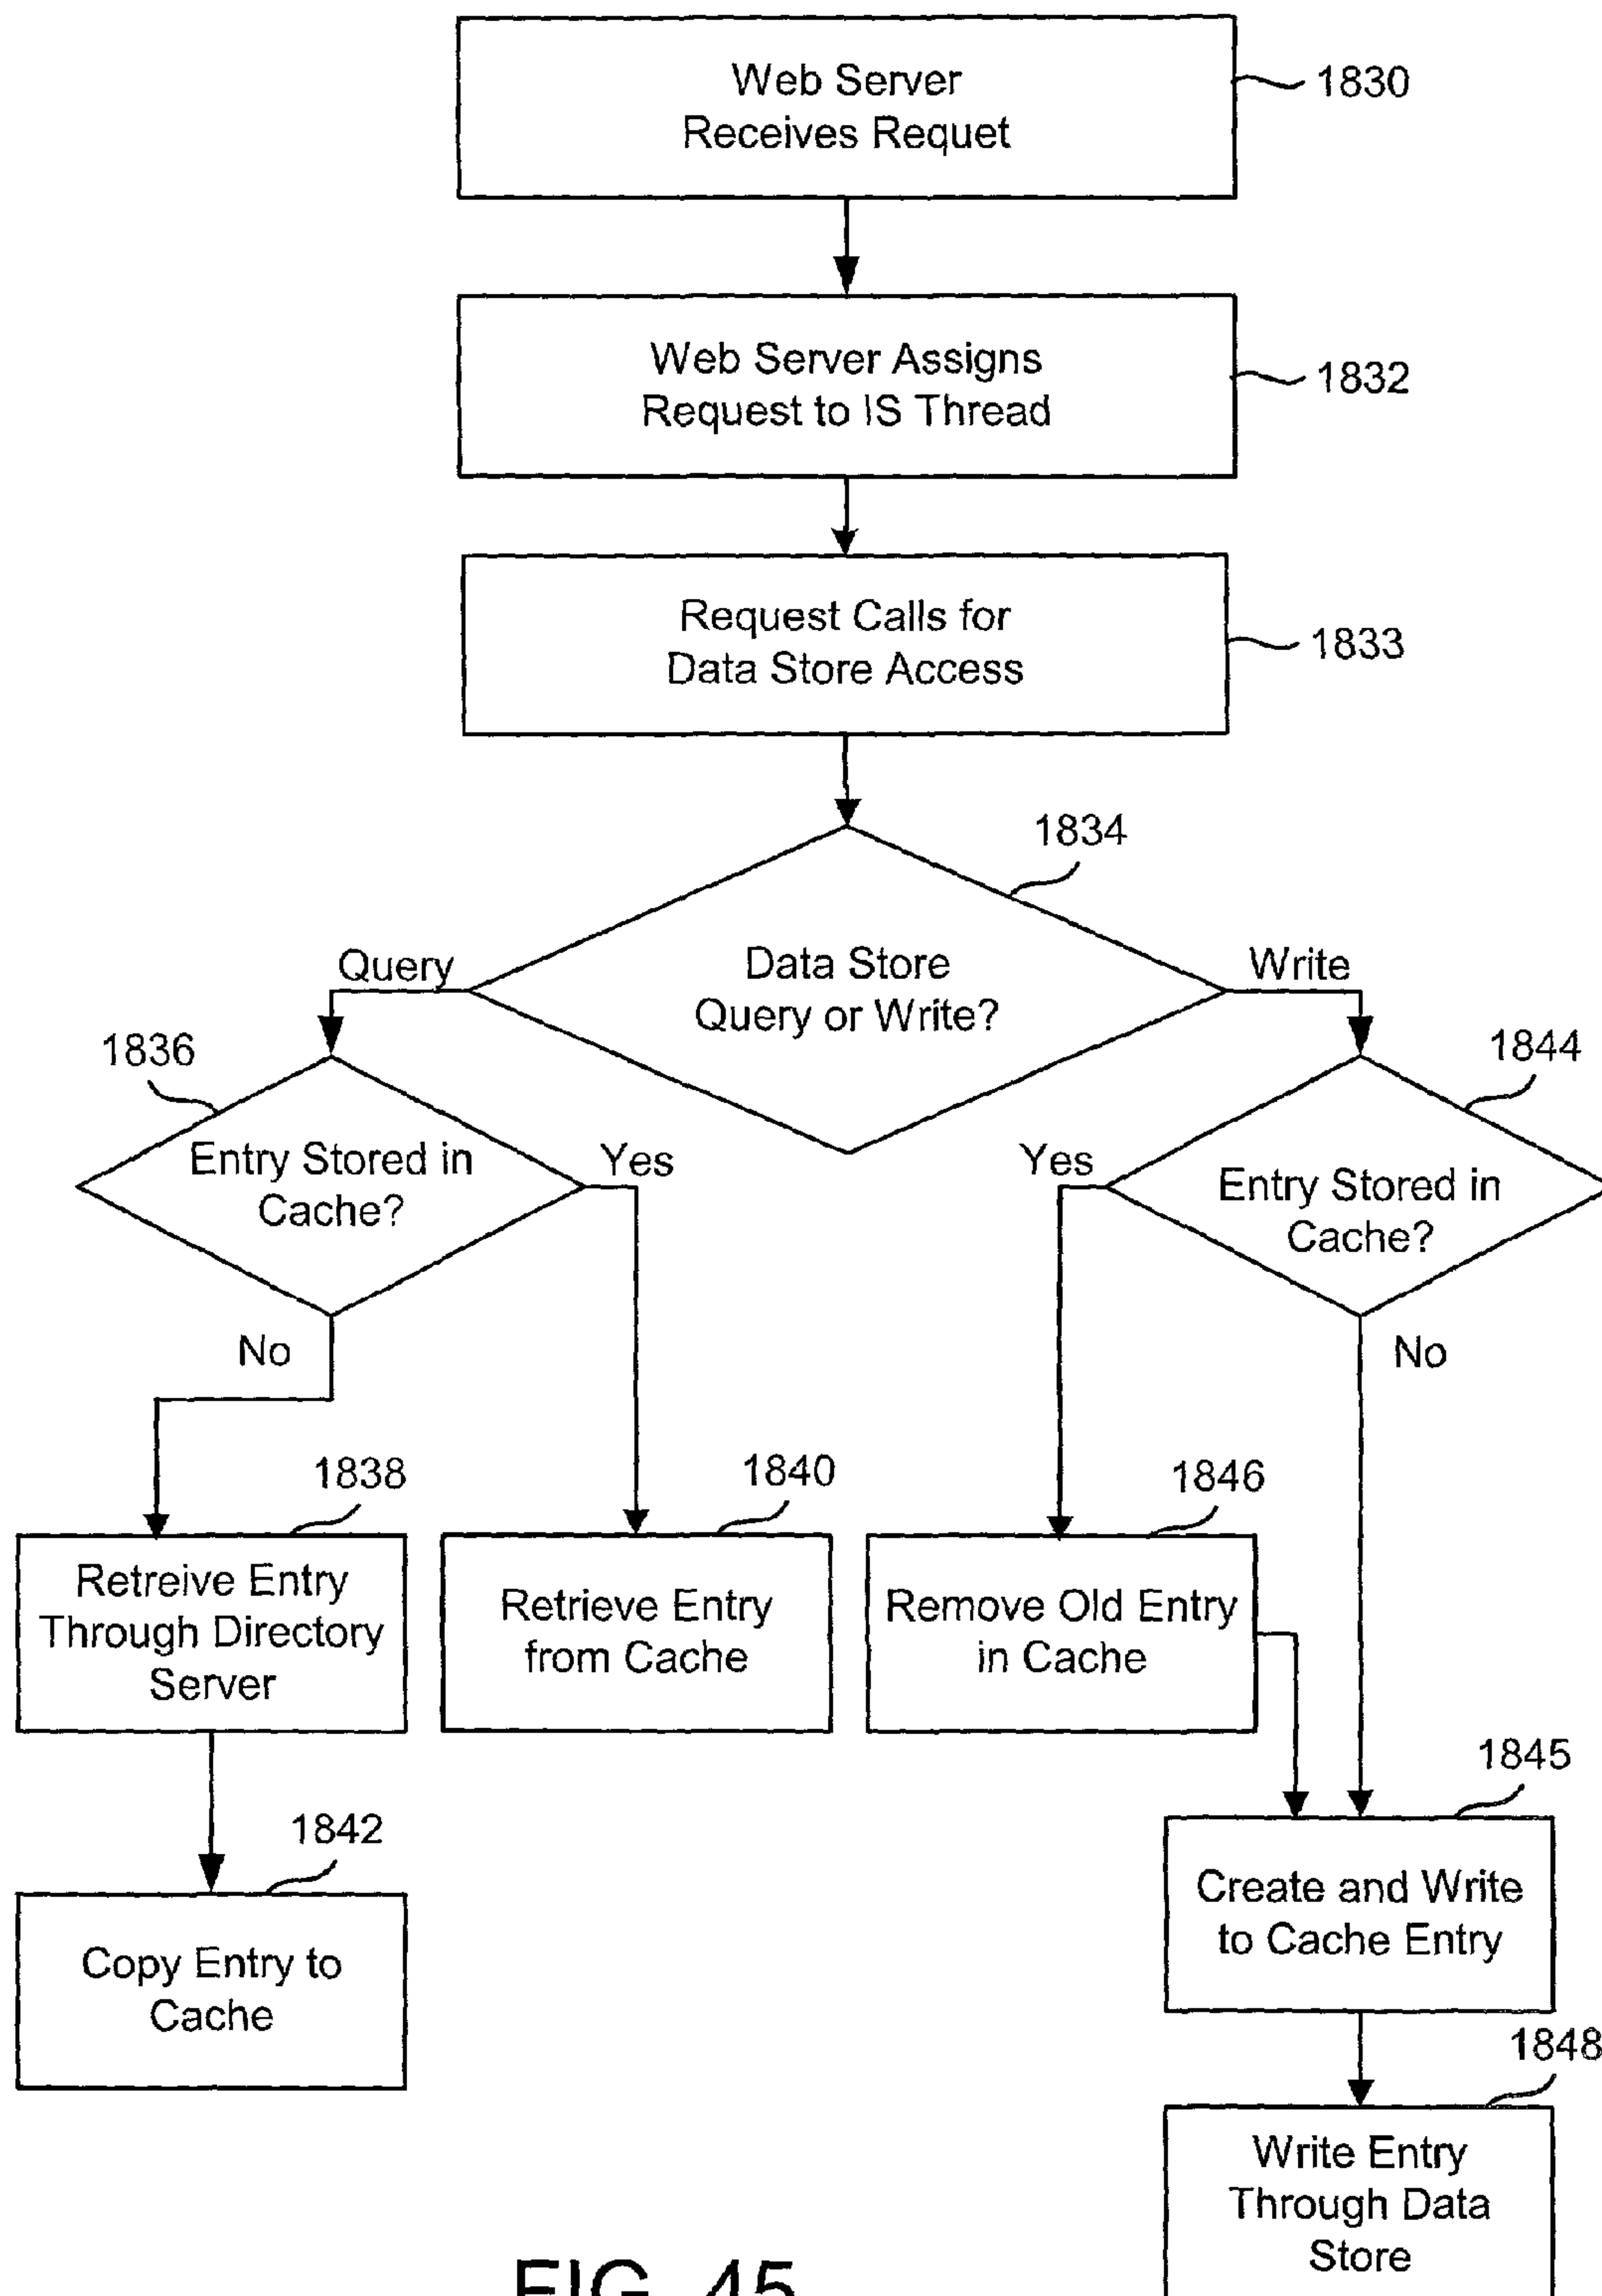 Web Server
Receives Requet
1830
Web Server Assigns
Request to IS Thread
1832
Request Calls for
Data Store Access
1833
1834
Query
Data Store
Query or Write?
Write
1836
1844
Entry Stored in
Cache?
Yes
Yes
Entry Stored in
Cache?
No
No
1838
1840
1846
Retreive Entry
Through Directory
Server
Retrieve Entry
from Cache
Remove Old Entry
in Cache
1845
1842
Create and Write
to Cache Entry
Copy Entry to
Cache
1848
Write Entry
Through Data
Store
FIG. 45